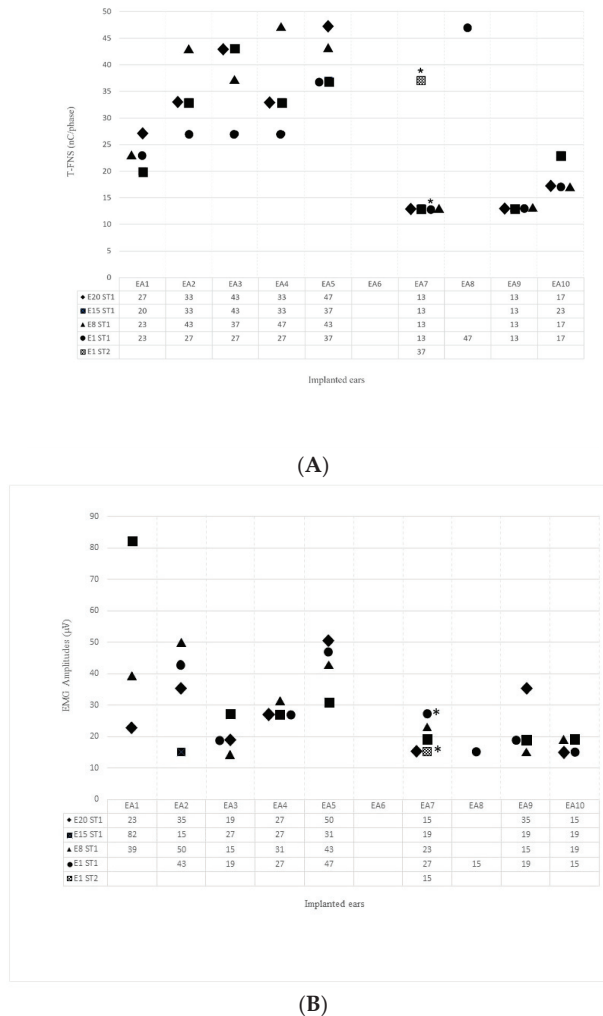 50
45
40
35
30
25
20
15
10
5
0
T-FNS (nC/phase)
*
*
EA1 EA2 EA3 EA4 EA5 EA6 EA7 EA8 EA9 EA10
E20 ST1 27 33 43 33 47 13 13 17
E15 ST1 20 33 43 33 37 13 13 23
E8 ST1 23 43 37 47 43 13 13 17
E1 ST1 23 27 27 27 37 13 47 13 17
E1 ST2 37
Implanted ears
(A)
90
80
70
60
50
40
30
20
10
0
EMG Amplitudes (μV)
*
*
EA1 EA2 EA3 EA4 EA5 EA6 EA7 EA8 EA9 EA10
E20 ST1 23 35 19 27 50 15 35 15
E15 ST1 82 15 27 27 31 19 19 19
E8 ST1 39 50 15 31 43 23 15 19
E1 ST1 43 19 27 47 27 15 19 15
E1 ST2 15
Implanted ears
(B)